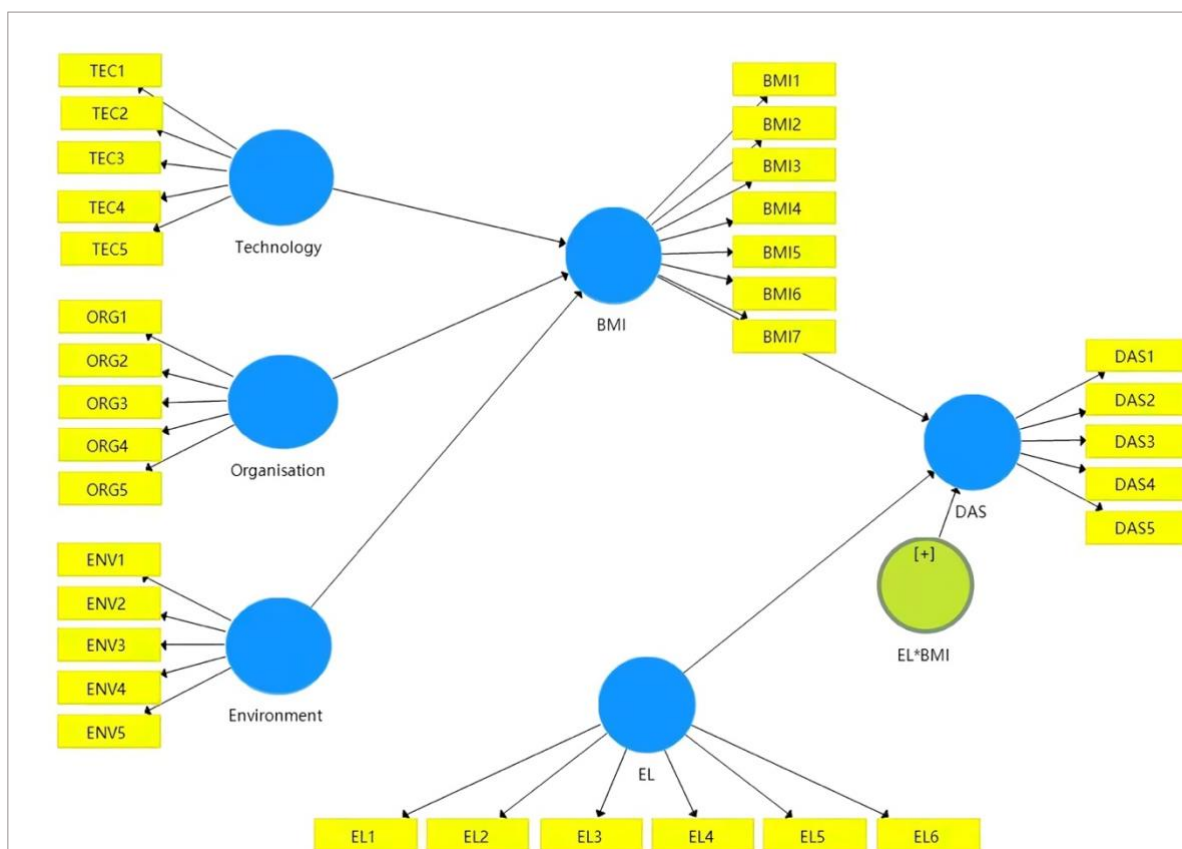 TEC1
TEC2
TEC3
TEC4
TEC5
Technology
ORG1
ORG2
ORG3
ORG4
ORG5
Organisation
ENV1
ENV2
ENV3
ENV4
ENV5
Environment
BMI
BMI1
BMI2
BMI3
BMI4
BMI5
BMI6
BMI7
DAS
DAS1
DAS2
DAS3
DAS4
DAS5
[+]
EL*BMI
EL
EL1
EL2
EL3
EL4
EL5
EL6